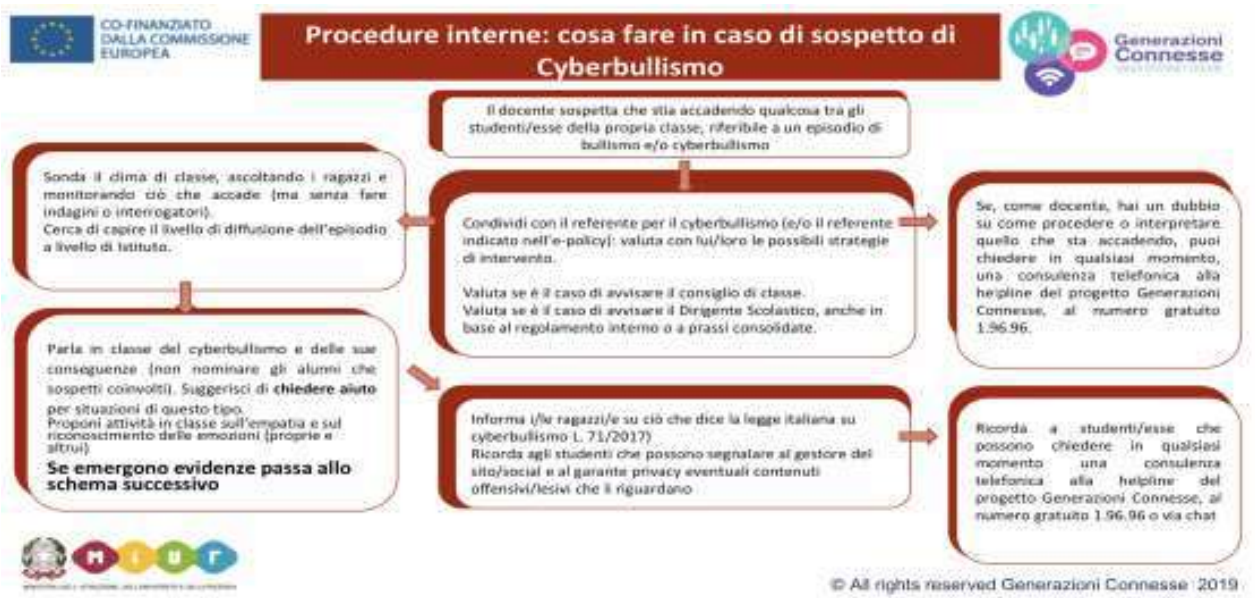 CO-FINANZIATO
DALLA COMMISSIONE
EUROPEA
Procedure interne: cosa fare in caso di sospetto di
Cyberbullismo
Generazioni
Connesse
Il docente sospetta che stia accadendo qualcosa tra gli
studenti/esse della propria classe, riferibile a un episodio di
bullismo e/o cyberbullismo
Sonda il clima di classe, ascoltando i ragazzi e
monitorando ciò che accade (ma senza fare
indagini o interrogatori).
Cerca di capire il livello di diffusione dell'episodio
a livello di Istituto.
Condividi con il referente per il cyberbullismo (e/o il referente
indicato nell'e-policy): valuta con lui/loro le possibili strategie
di intervento.
Valuta se è il caso di avvisare il consiglio di classe.
Valuta se è il caso di avvisare il Dirigente Scolastico, anche in
base al regolamento interno o a prassi consolidate.
Se, come docente, hai un dubbio
su come procedere o interpretare
quello che sta accadendo, puoi
chiedere in qualsiasi momento,
una consulenza telefonica alla
helpline del progetto Generazioni
Connesse, al numero gratuito
1.96.96.
Parla in classe del cyberbullismo e delle sue
conseguenze (non nominare gli alunni che
sospetti coinvolti). Suggerisci di chiedere aiuto
per situazioni di questo tipo.
Proponi attività in classe sull'empatia e sul
riconoscimento delle emozioni (proprie e
altrui)
Se emergono evidenze passa allo
schema successivo
Informa i/le ragazzi/e su ciò che dice la legge italiana su
cyberbullismo L. 71/2017)
Ricorda agli studenti che possono segnalare al gestore del
sito/social e al garante privacy eventuali contenuti
offensivi/lesivi che li riguardano
Ricorda a studenti/esse che
possono chiedere in qualsiasi
momento una consulenza
telefonica alla helpline del
progetto Generazioni Connesse, al
numero gratuito 1.96.96 o via chat
MIUR
© All rights reserved Generazioni Connesse 2019